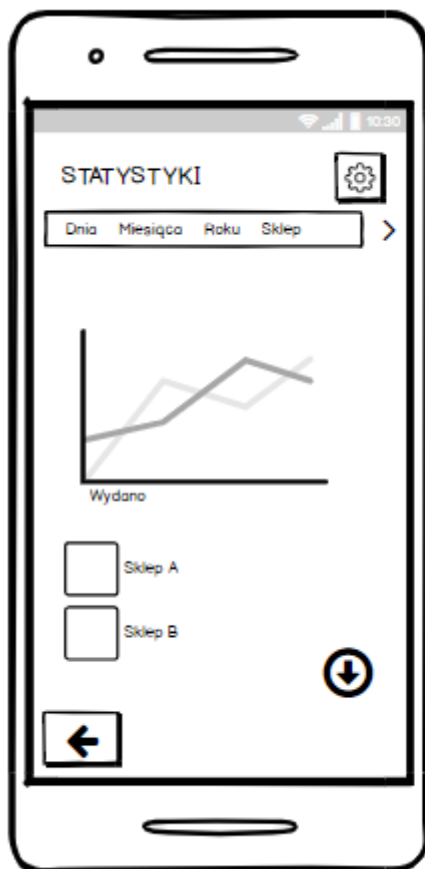 10:30
STATYSTYKI
Dnia Miesiąca Roku Sklep
Wydano
Sklep A
Sklep B